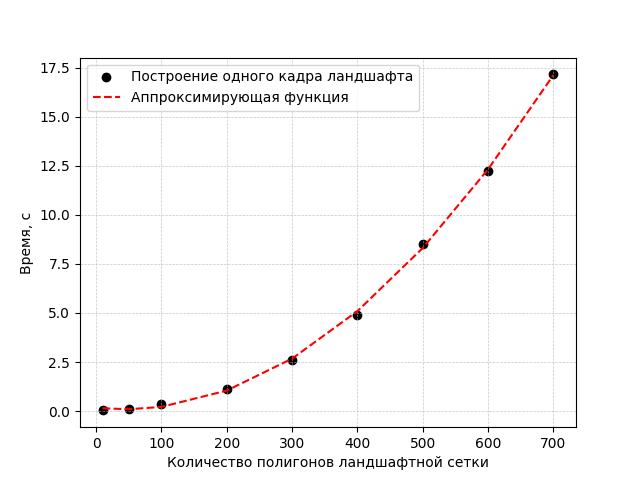 Построение одного кадра ландшафта
Аппроксимирующая функция
17.5
15.0
12.5
10.0
7.5
5.0
2.5
0.0
Время, с
0 100 200 300 400 500 600 700
Количество полигонов ландшафтной сетки